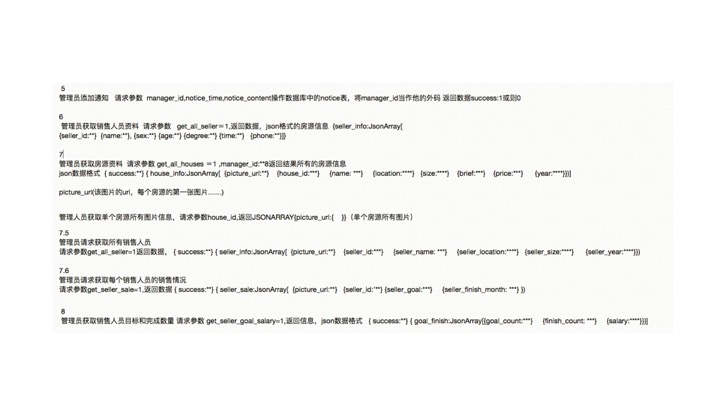 5
管理员添加通知 请求参数 manager_id,notice_time,notice_content操作数据库中的notice表，将manager_id当作他的外码 返回数据success:1或则0
6
管理员获取销售人员资料 请求参数 get_all_seller＝1,返回数据，json格式的房源信息 {seller_info:JsonArray[
{seller_id:**} {name:**}, {sex:**} {age:**} {degree:**} {time:**} {phone:**}]}
7
管理员获取房源资料 请求参数 get_all_houses ＝1 ,manager_id:**8返回结果所有的房源信息
json数据格式 { success:**} { house_info:JsonArray[ {picture_url:**} {house_id:***} {name: ***} {location:****} {size:****} {brief:***} {price:***} {year:****}]}
picture_url(该图片的url，每个房源的第一张图片.......)
管理人员获取单个房源所有图片信息，请求参数house_id,返回JSONARRAY{picture_url:{ }}（单个房源所有图片）
7.5
管理员请求获取所有销售人员
请求参数get_all_seller=1返回数据， { success:**} { seller_info:JsonArray[ {picture_url:**} {seller_id:***} {seller_name: ***} {seller_location:****} {seller_size:****} {seller_year:****}]}
7.6
管理员请求获取每个销售人员的销售情况
请求参数get_seller_sale=1,返回数据 { success:**} { seller_sale:JsonArray[ {picture_url:**} {seller_id:**} {seller_goal:***} {seller_finish_month: ***} ]}
8
管理员获取销售人员目标和完成数量 请求参数 get_seller_goal_salary=1,返回信息，json数据格式 { success:**} { goal_finish:JsonArray[{goal_count:***} {finish_count: ***} {salary:****}]}